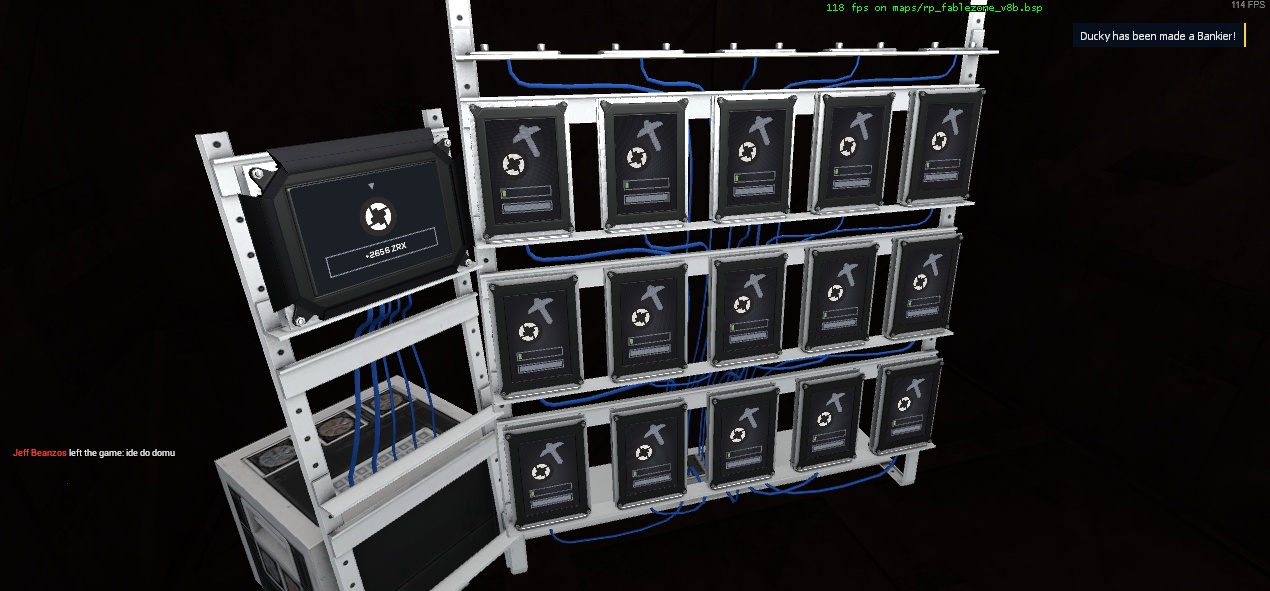 118 fps on maps/rp_fablezone_v8b.bsp
114 FPS
Ducky has been made a Bankier!
+2656 ZRX
Jeff Beanzos left the game: ide do domu